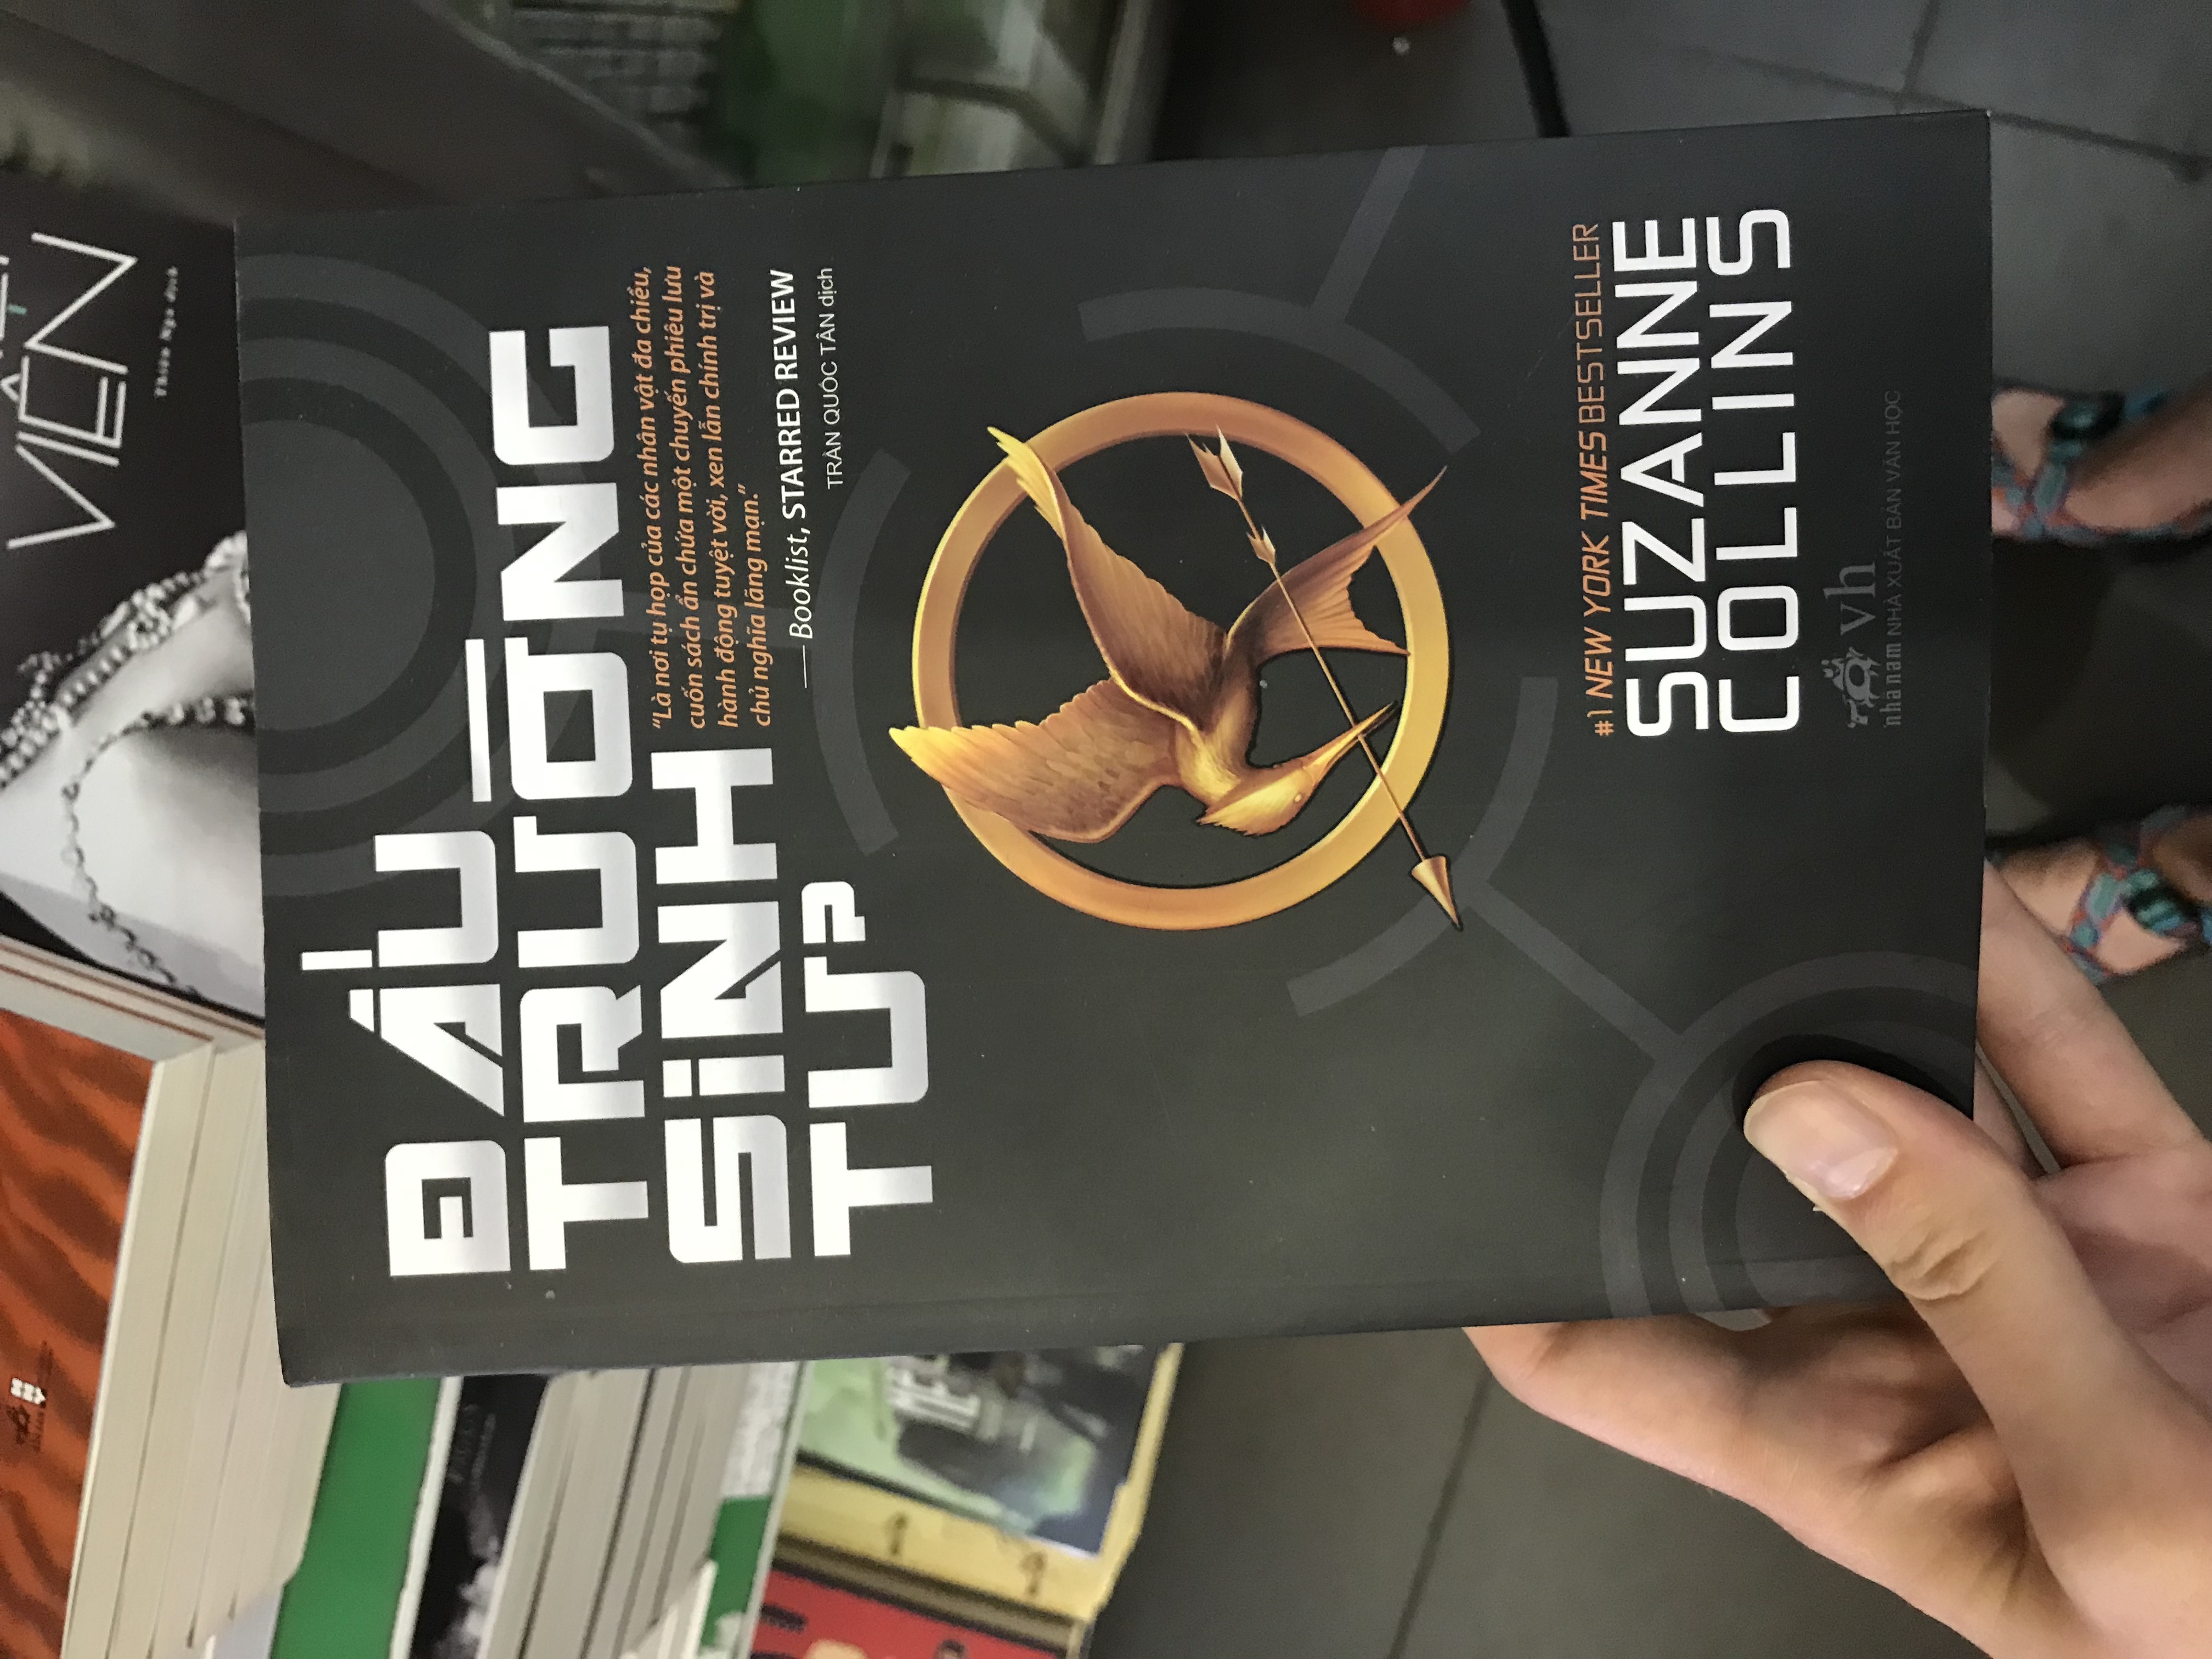 VIÊN
Thiên Nga dịch
ĐẤU
TRƯỜNG
SINH
TỬ
“Là nơi tụ họp của các nhân vật đa chiều,
cuốn sách ẩn chứa một chuyến phiêu lưu
hành động tuyệt vời, xen lẫn chính trị và
chủ nghĩa lãng mạn.”
— Booklist, STARRED REVIEW
TRẦN QUỐC TÂN dịch
#1 NEW YORK TIMES BESTSELLER
SUZANNE
COLLINS
vh
nhã nam NHÀ XUẤT BẢN VĂN HỌC